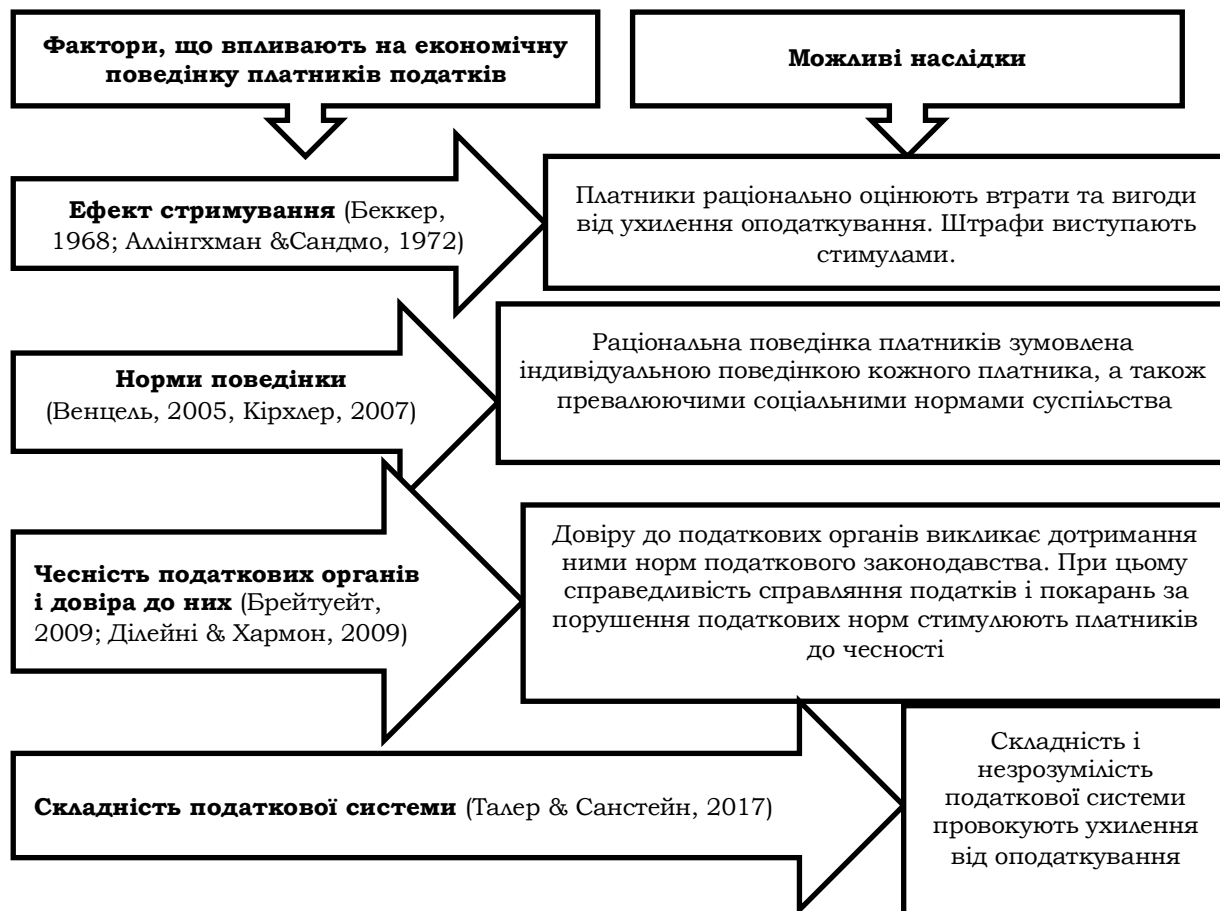 Фактори, що впливають на економічну
поведінку платників податків
Можливі наслідки
Ефект стримування (Беккер,
1968; Аллінгхман &Сандмо, 1972)
Платники раціонально оцінюють втрати та вигоди
від ухилення оподаткування. Штрафи виступають
стимулами.
Норми поведінки
(Венцель, 2005, Кірхлер, 2007)
Раціональна поведінка платників зумовлена
індивідуальною поведінкою кожного платника, а також
превалюючими соціальними нормами суспільства
Чесність податкових органів
і довіра до них (Брейтуейт,
2009; Ділейні & Хармон, 2009)
Довіру до податкових органів викликає дотримання
ними норм податкового законодавства. При цьому
справедливість справляння податків і покарань за
порушення податкових норм стимулюють платників
до чесності
Складність податкової системи (Талер & Санстейн, 2017)
Складність і
незрозумілість
податкової системи
провокують ухилення
від оподаткування